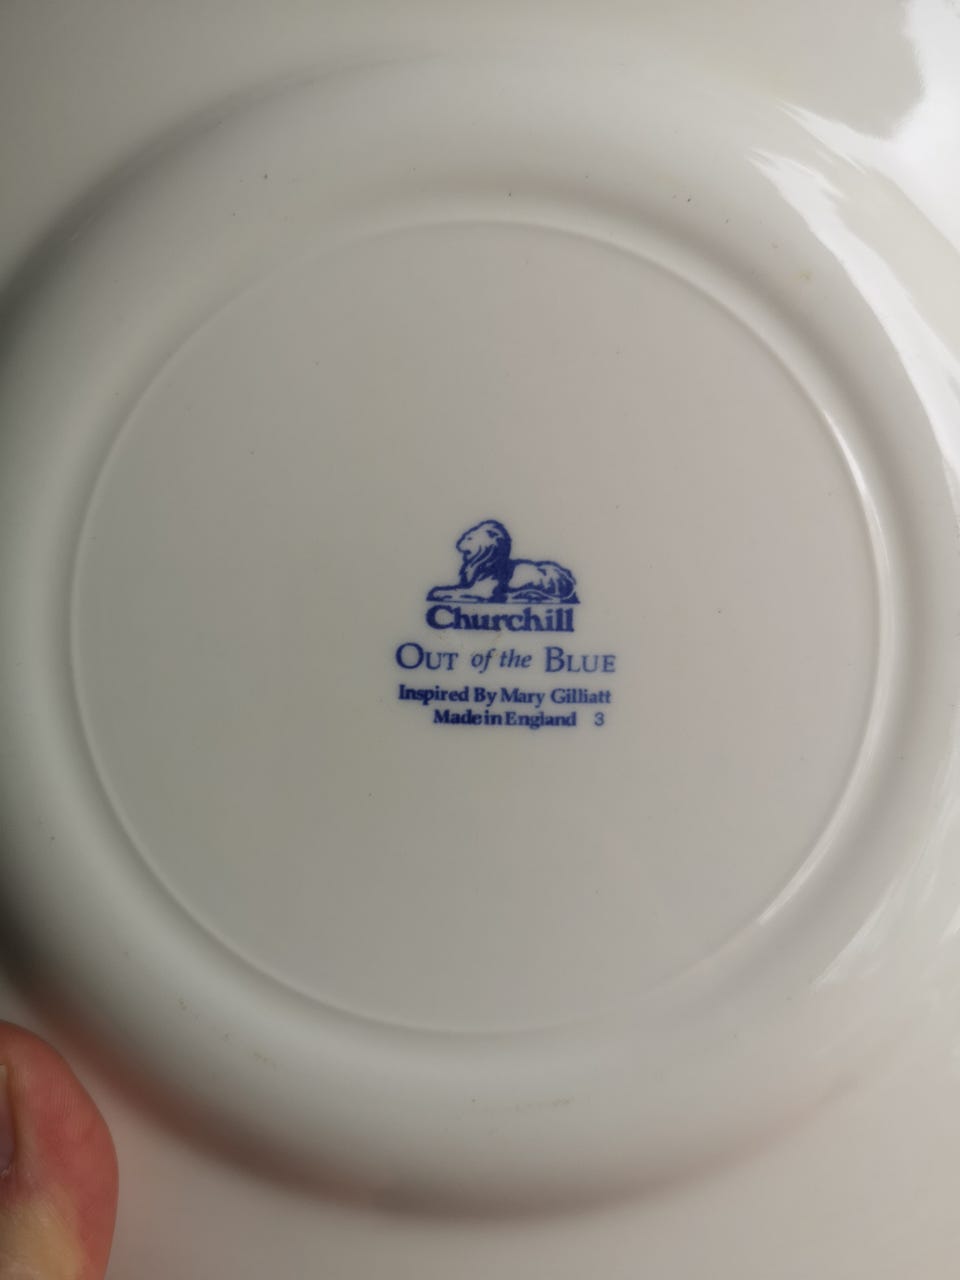 Churchill
OUT of the BLUE
Inspired By Mary Gilliatt
Made in England 3